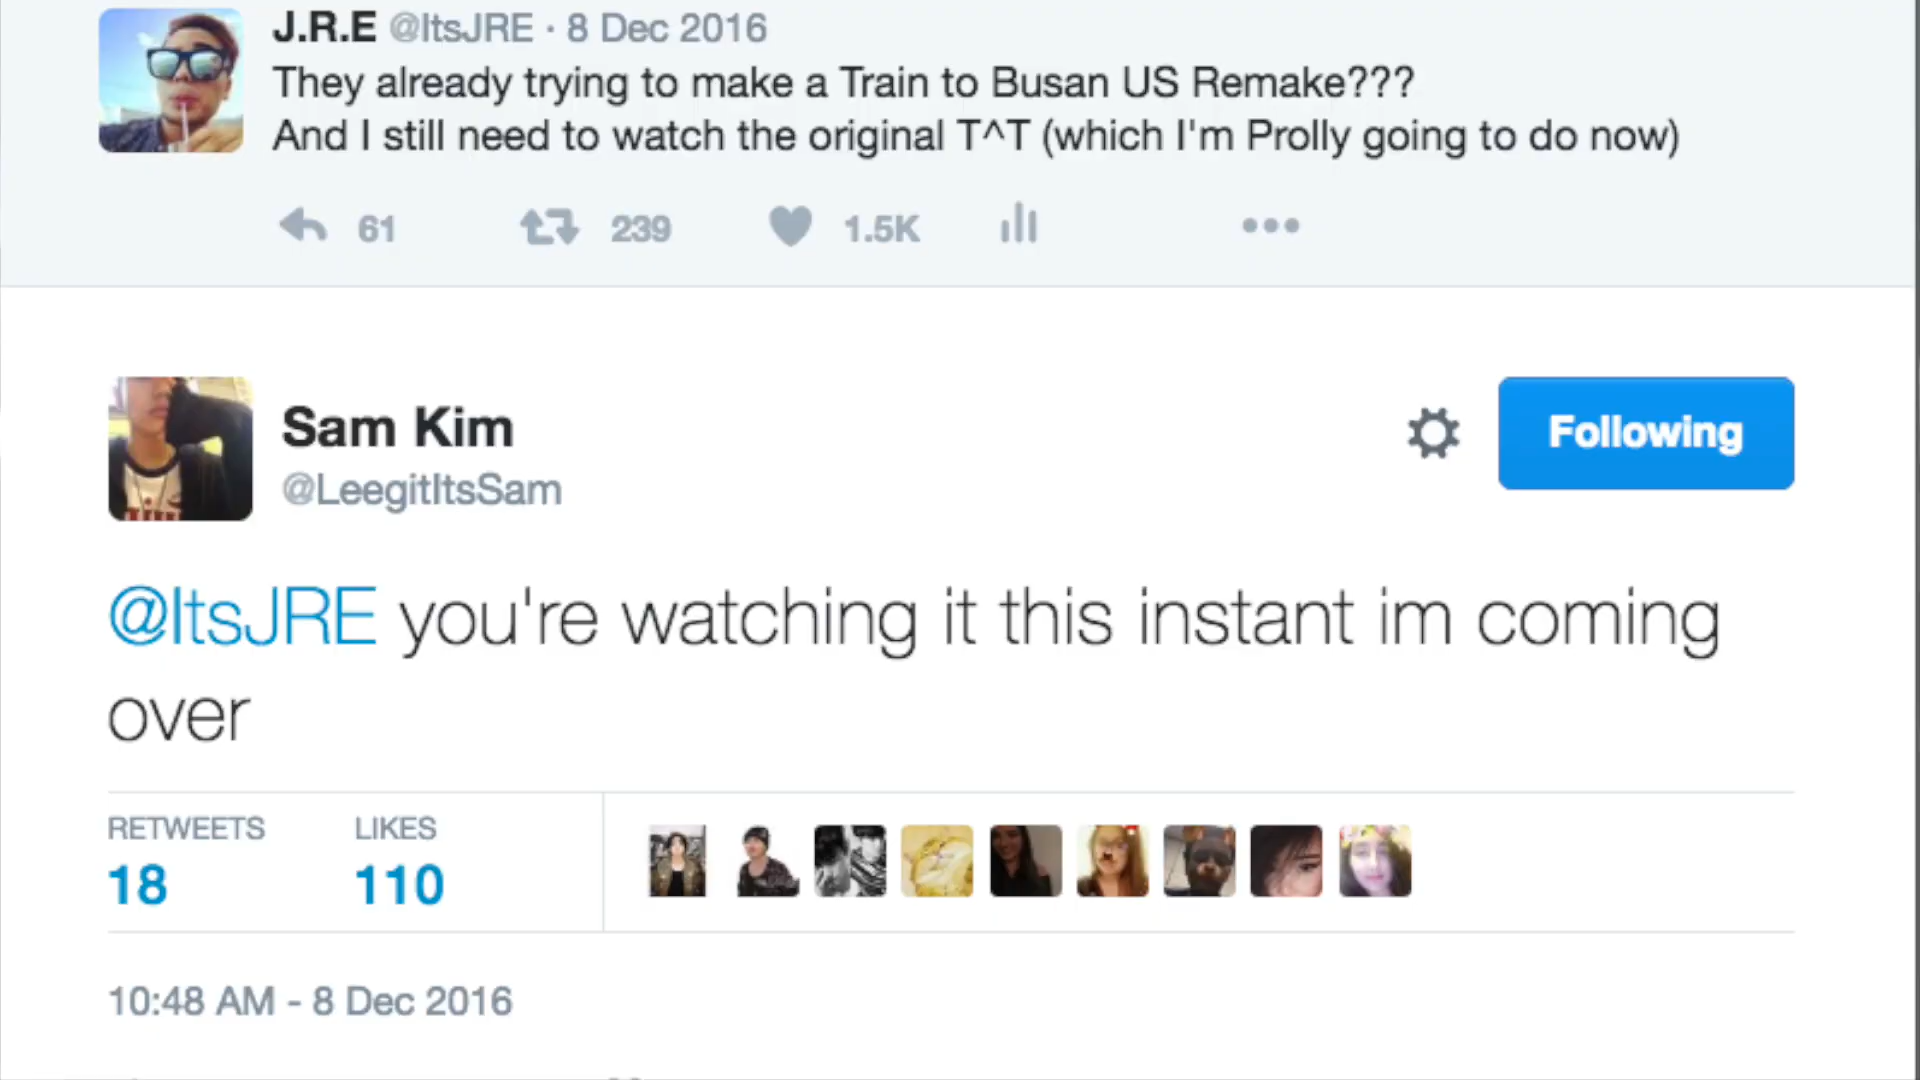 J.R.E @ItsJRE · 8 Dec 2016
They already trying to make a Train to Busan US Remake???
And I still need to watch the original T^T (which I'm Prolly going to do now)
61 239 1.5K
Sam Kim
@LeegitItsSam
Following
@ItsJRE you're watching it this instant im coming
over
RETWEETS LIKES
18 110
10:48 AM - 8 Dec 2016